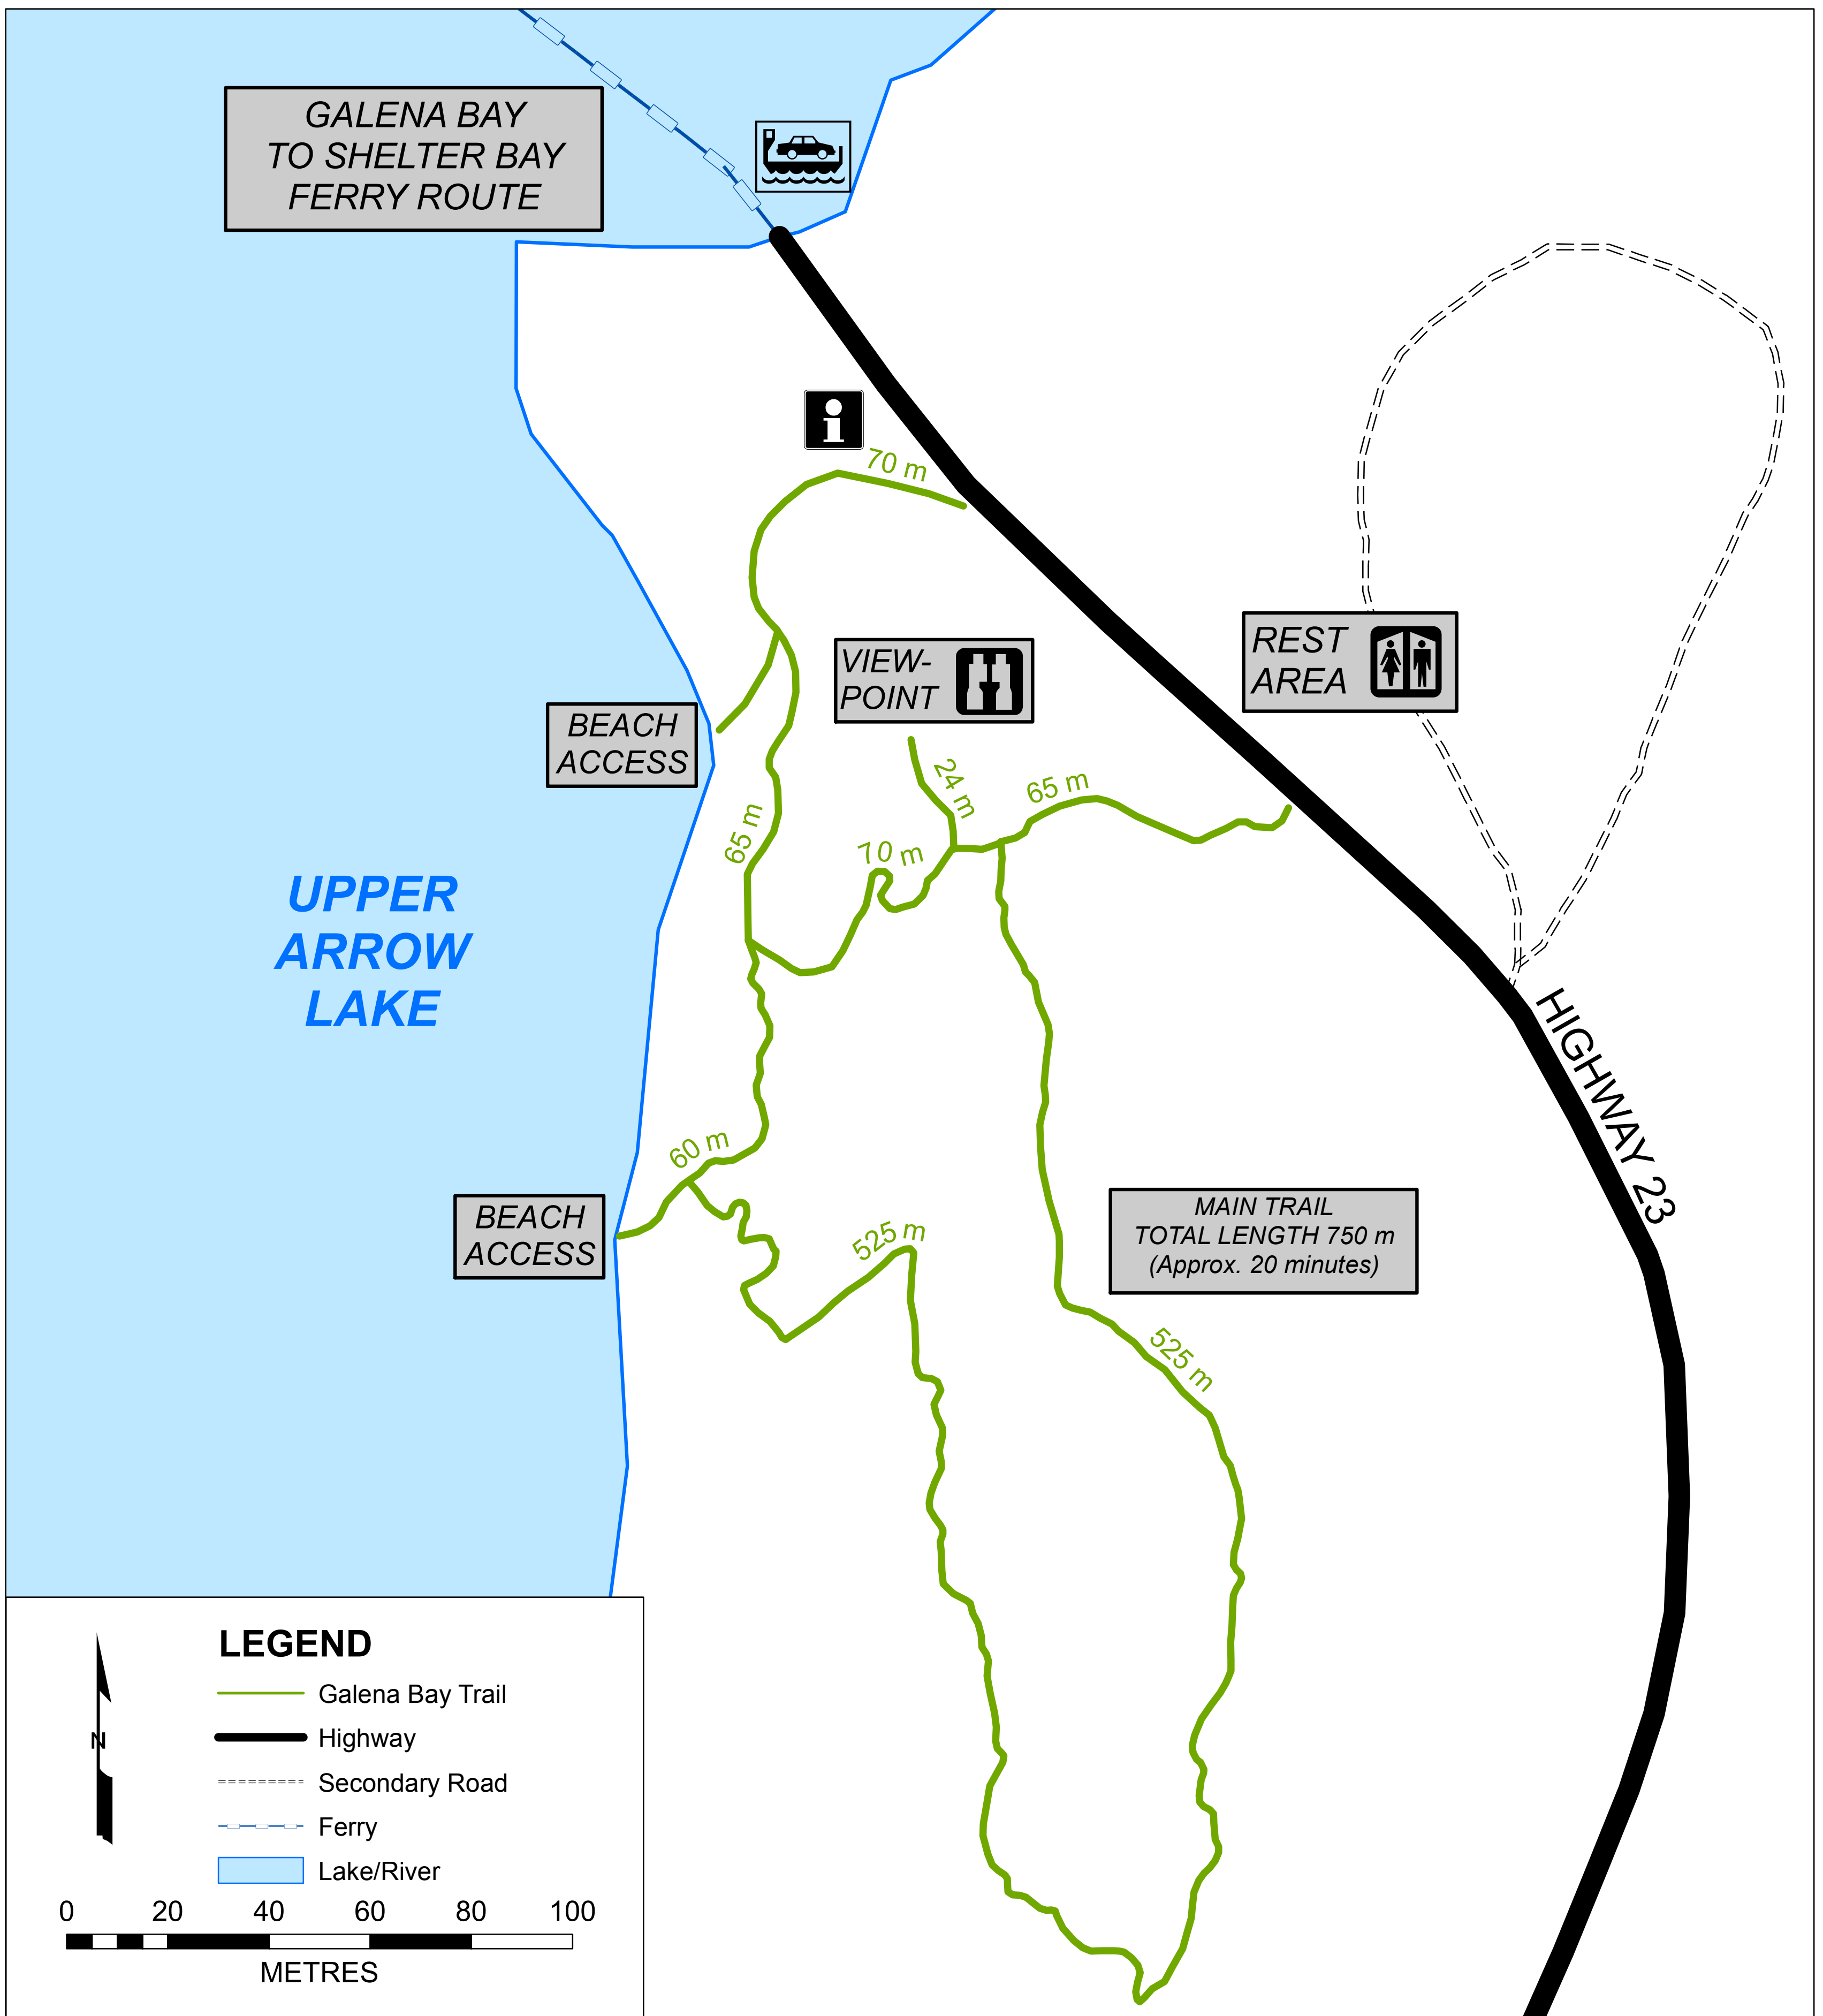 GALENA BAY
TO SHELTER BAY
FERRY ROUTE
i
70 m
VIEW-
POINT
REST
AREA
BEACH
ACCESS
24 m
65 m
65 m
70 m
UPPER
ARROW
LAKE
HIGHWAY 23
60 m
BEACH
ACCESS
525 m
MAIN TRAIL
TOTAL LENGTH 750 m
(Approx. 20 minutes)
525 m
LEGEND
N
Galena Bay Trail
Highway
Secondary Road
Ferry
Lake/River
0 20 40 60 80 100
METRES